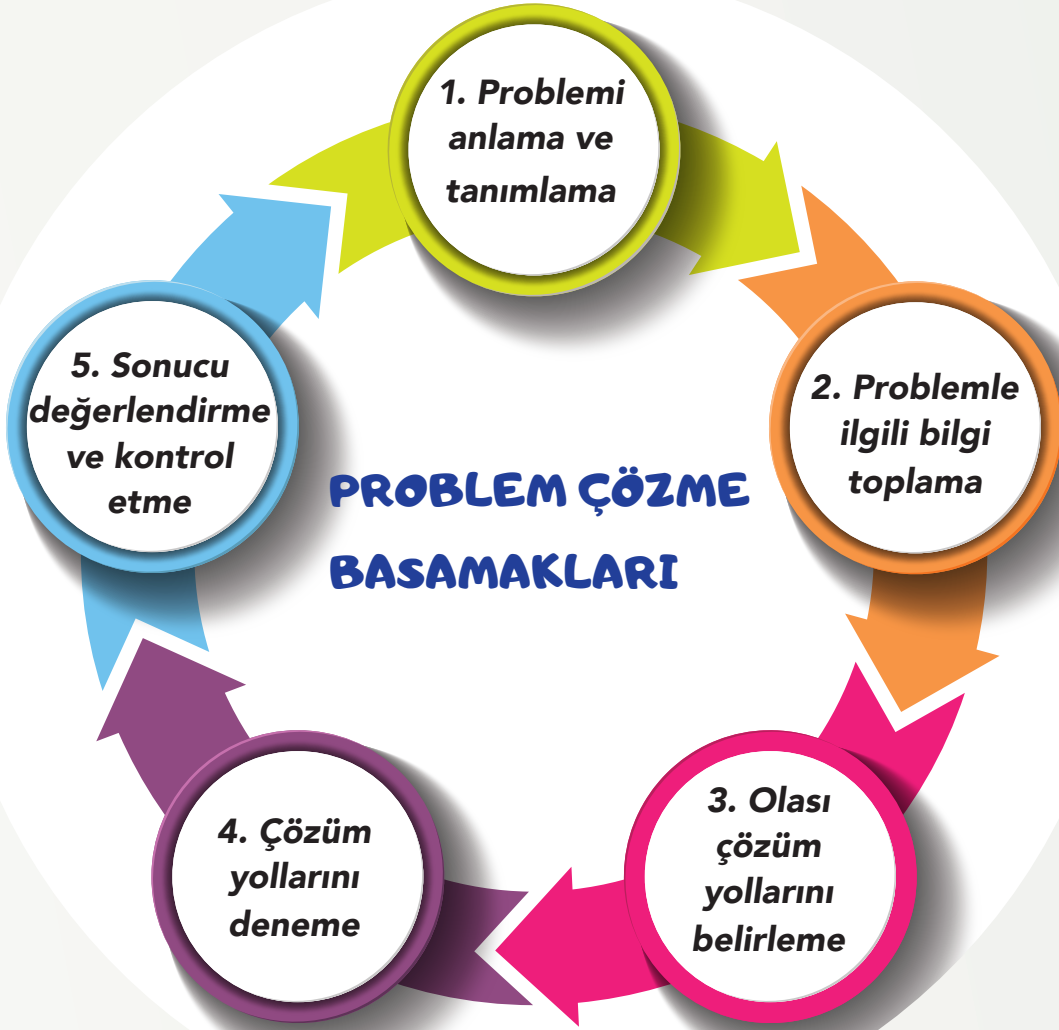 1. Problemi
anlama ve
tanımlama
2. Problemle
ilgili bilgi
toplama
3. Olası
çözüm
yollarını
belirleme
4. Çözüm
yollarını
deneme
5. Sonucu
değerlendirme
ve kontrol
etme
PROBLEM ÇÖZME
BASAMAKLARI